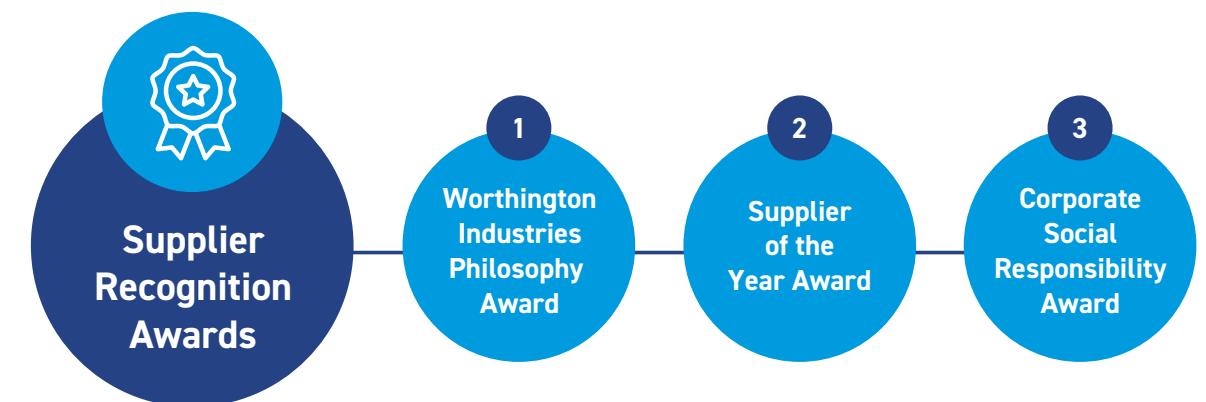 Supplier
Recognition
Awards
1
Worthington
Industries
Philosophy
Award
2
Supplier
of the
Year Award
3
Corporate
Social
Responsibility
Award